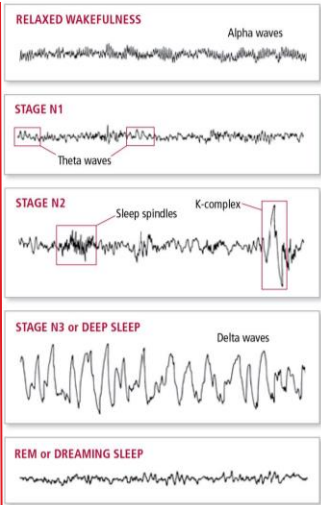 RELAXED WAKEFULNESS
Alpha waves
STAGE N1
Theta waves
STAGE N2
Sleep spindles
K-complex
STAGE N3 or DEEP SLEEP
Delta waves
REM or DREAMING SLEEP